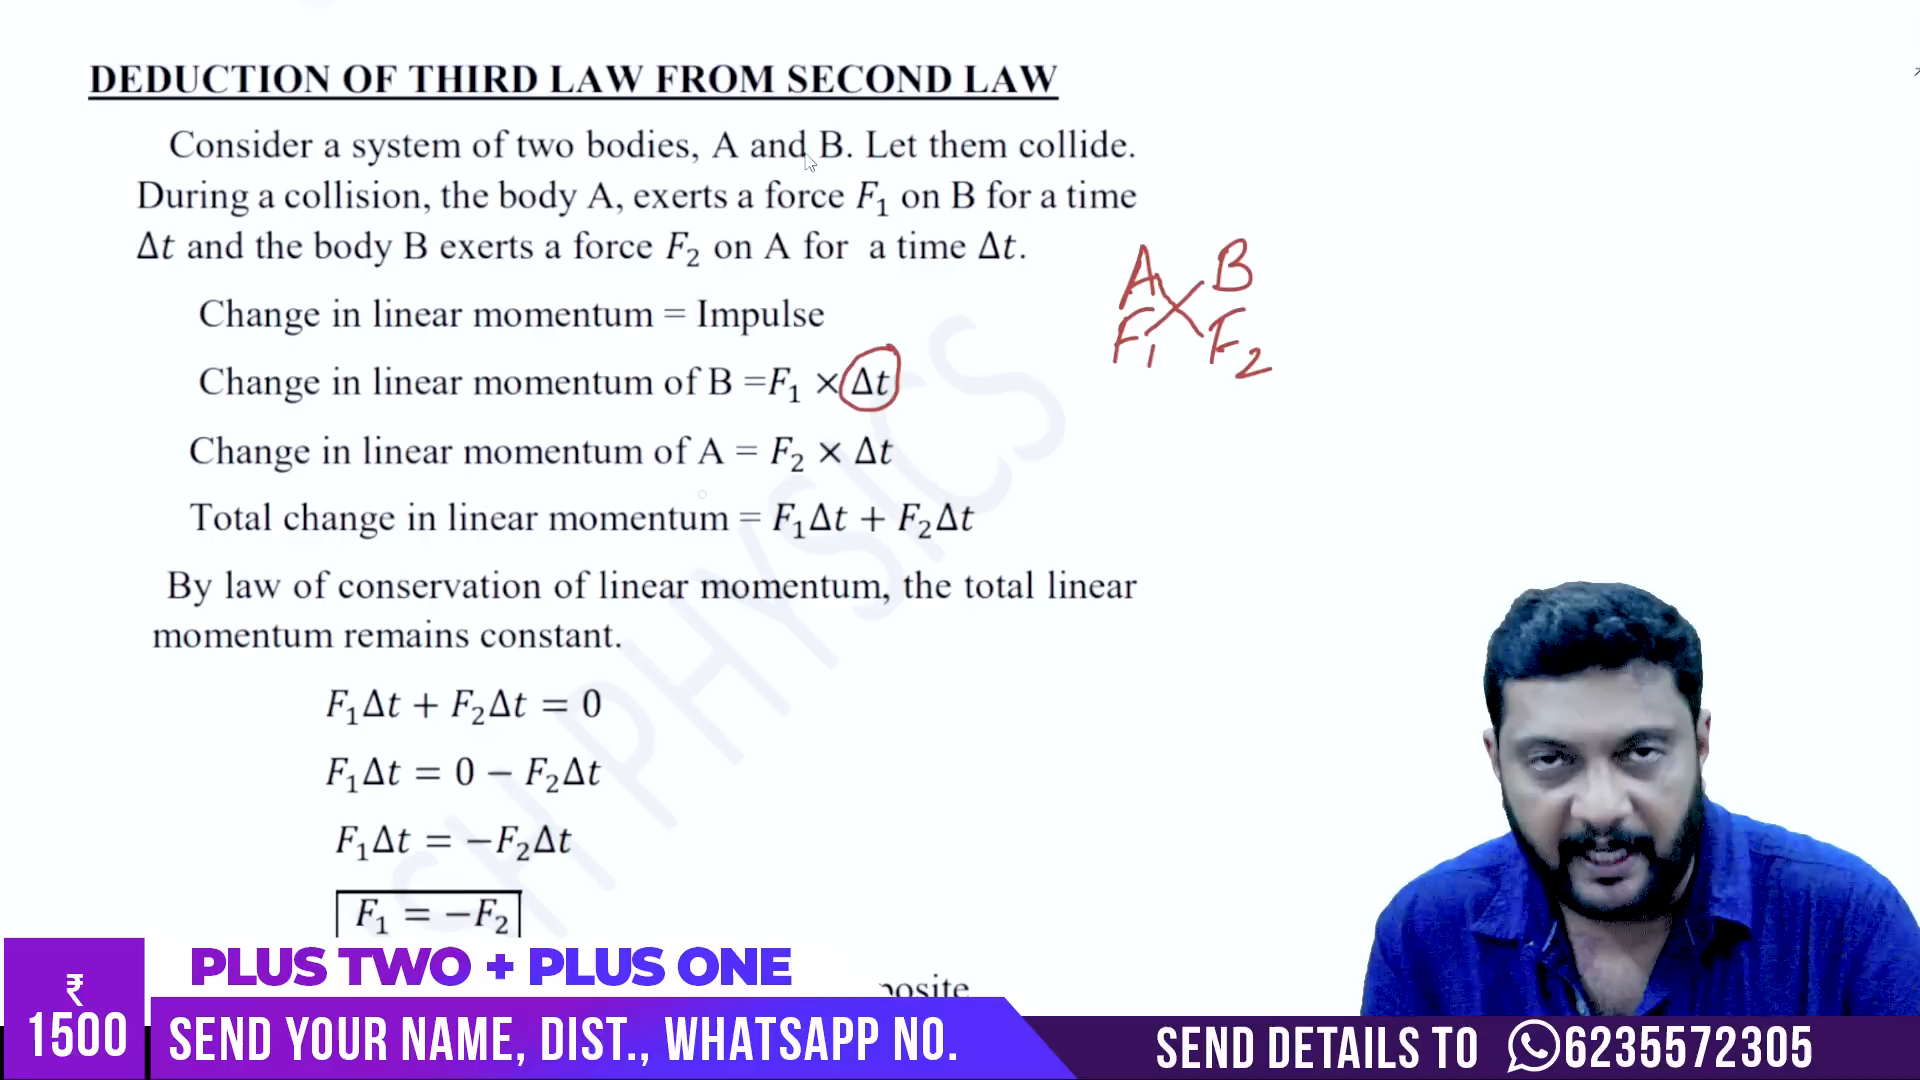 DEDUCTION OF THIRD LAW FROM SECOND LAW
Consider a system of two bodies, A and B. Let them collide.
During a collision, the body A, exerts a force F₁ on B for a time
Δt and the body B exerts a force F₂ on A for a time Δt.
A B
F₁ F₂
Change in linear momentum = Impulse
Change in linear momentum of B =F₁ × Δt
Change in linear momentum of A = F₂ × Δt
Total change in linear momentum = F₁Δt + F₂Δt
By law of conservation of linear momentum, the total linear
momentum remains constant.
F₁Δt + F₂Δt = 0
F₁Δt = 0 − F₂Δt
F₁Δt = −F₂Δt
F₁ = −F₂
SH PHYSICS
PLUS TWO + PLUS ONE
₹
1500
SEND YOUR NAME, DIST., WHATSAPP NO.
SEND DETAILS TO 6235572305